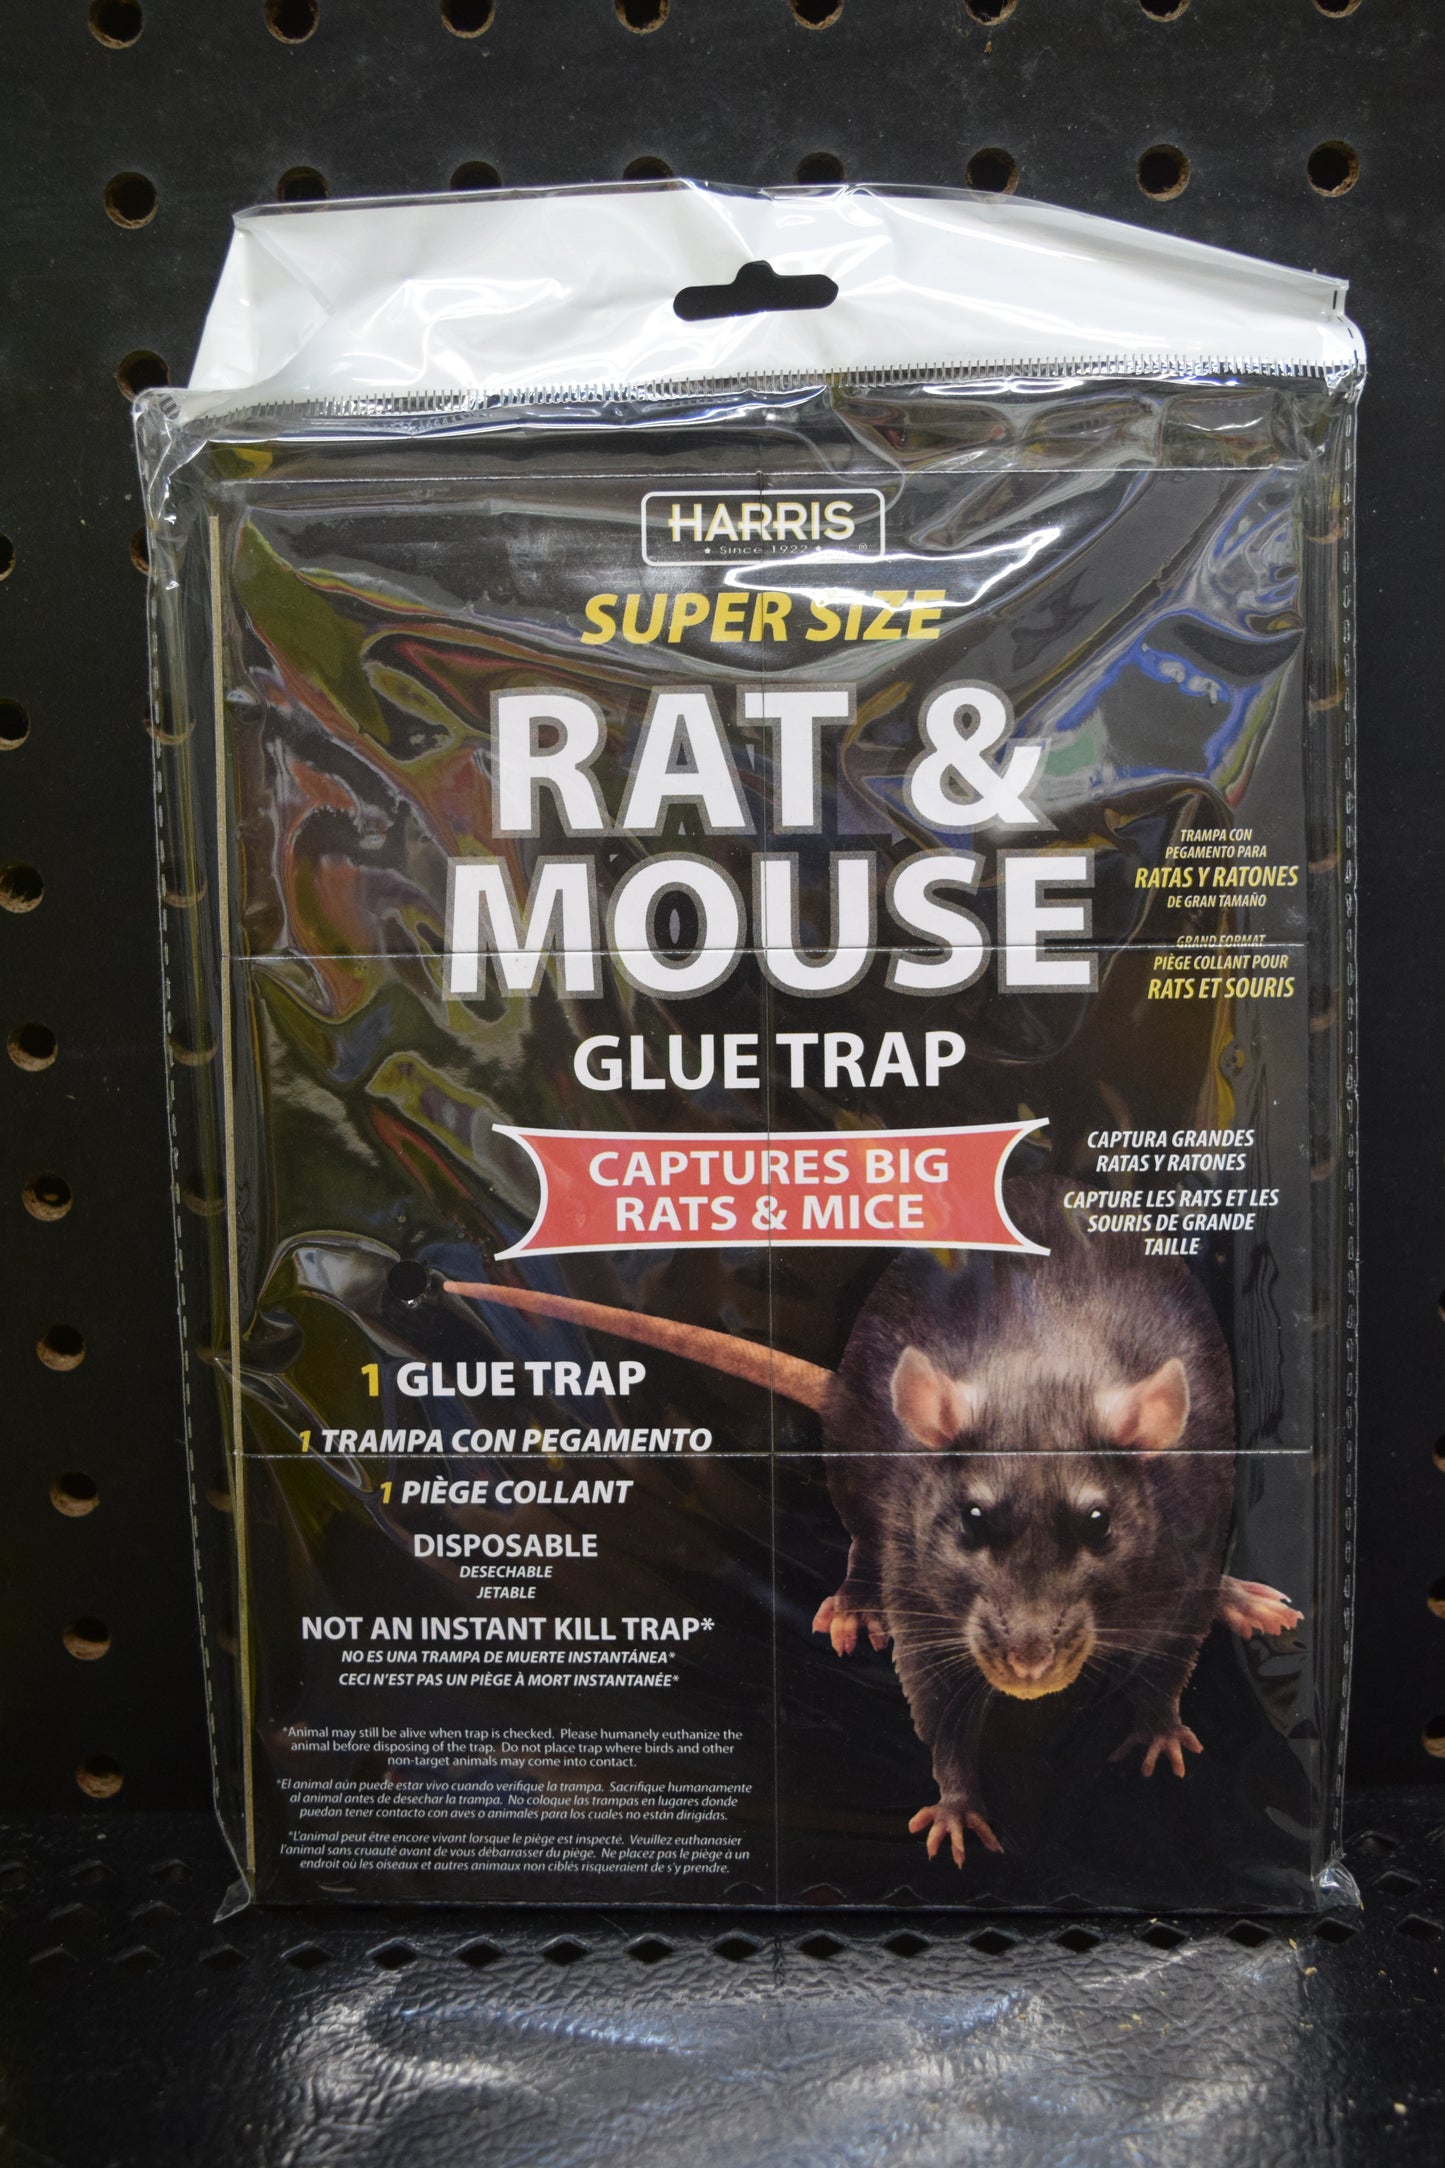 HARRIS
★ Since 1922 ★ ®
SUPER SIZE
RAT &
MOUSE
TRAMPA CON
PEGAMENTO PARA
RATAS Y RATONES
DE GRAN TAMAÑO
GRAND FORMAT
PIÈGE COLLANT POUR
RATS ET SOURIS
GLUE TRAP
CAPTURES BIG
RATS & MICE
CAPTURA GRANDES
RATAS Y RATONES
CAPTURE LES RATS ET LES
SOURIS DE GRANDE
TAILLE
1 GLUE TRAP
1 TRAMPA CON PEGAMENTO
1 PIÈGE COLLANT
DISPOSABLE
DESECHABLE
JETABLE
NOT AN INSTANT KILL TRAP*
NO ES UNA TRAMPA DE MUERTE INSTANTÁNEA*
CECI N'EST PAS UN PIÈGE À MORT INSTANTANÉE*
*Animal may still be alive when trap is checked. Please humanely euthanize the
animal before disposing of the trap. Do not place trap where birds and other
non-target animals may come into contact.
*El animal aún puede estar vivo cuando verifique la trampa. Sacrifique humanamente
al animal antes de desechar la trampa. No coloque las trampas en lugares donde
puedan tener contacto con aves o animales para los cuales no están dirigidas.
*L'animal peut être encore vivant lorsque le piège est inspecté. Veuillez euthanasier
l'animal sans cruauté avant de vous débarrasser du piège. Ne placez pas le piège à un
endroit où les oiseaux et autres animaux non ciblés risqueraient de s'y prendre.